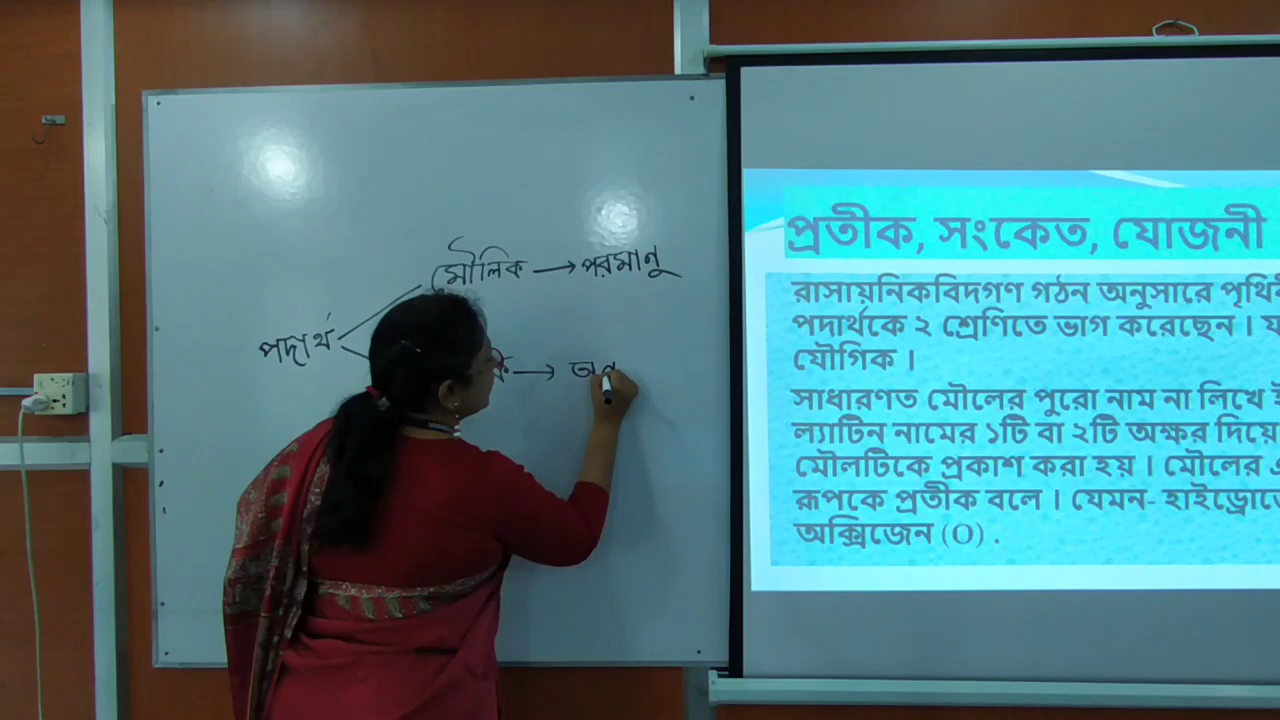 মৌলিক → পরমানু
পদার্থ
ক → অন
প্রতীক, সংকেত, যোজনী
রাসায়নিকবিদগণ গঠন অনুসারে পৃথিবী
পদার্থকে ২ শ্রেণিতে ভাগ করেছেন । য
যৌগিক ।
সাধারণত মৌলের পুরো নাম না লিখে ই
ল্যাটিন নামের ১টি বা ২টি অক্ষর দিয়ে
মৌলটিকে প্রকাশ করা হয় । মৌলের এ
রূপকে প্রতীক বলে । যেমন- হাইড্রোজে
অক্সিজেন (O) .